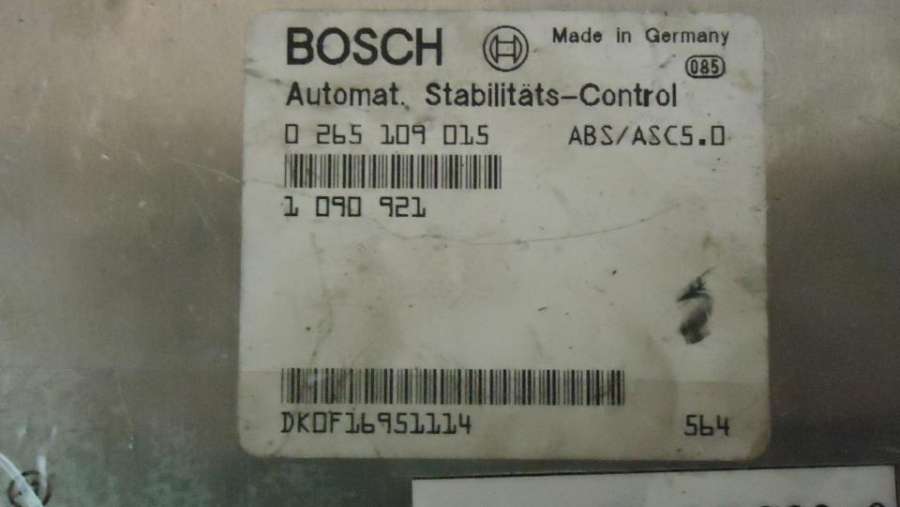 BOSCH Made in Germany
085
Automat. Stabilitäts-Control
0 265 109 015 ABS/ASC5.0
1 090 921
DK0F16951114 564